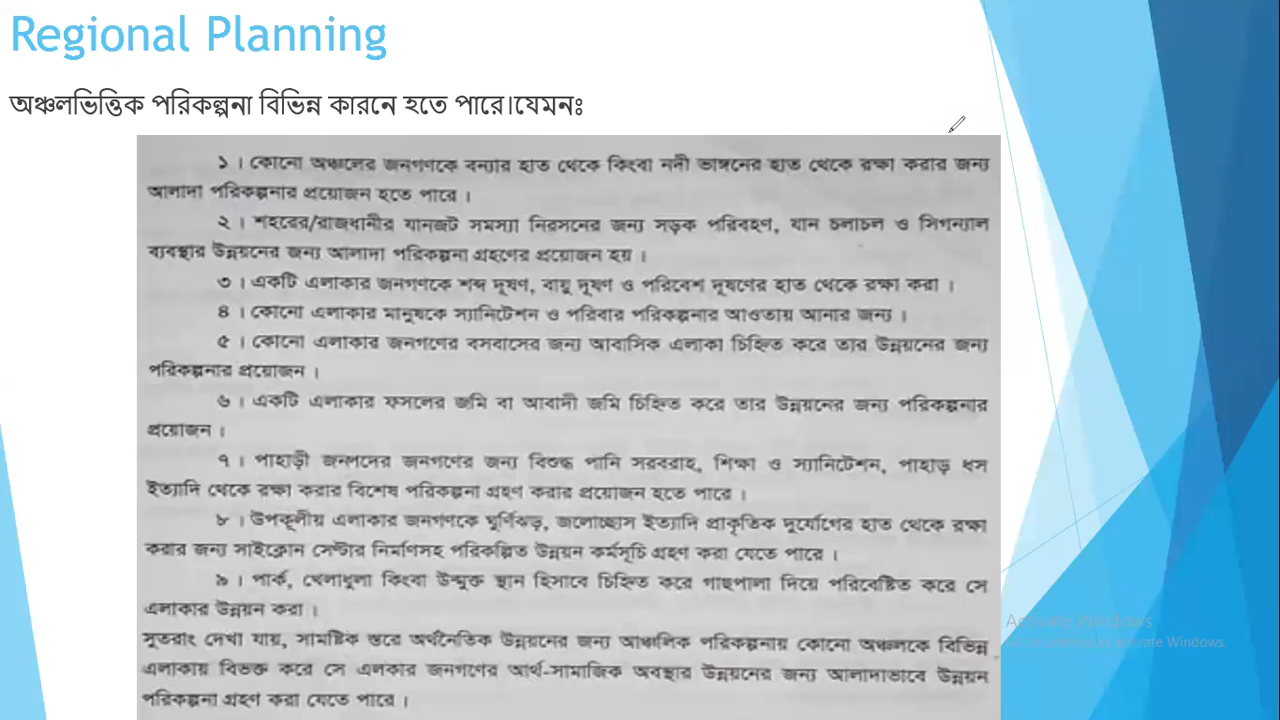 Regional Planning
অঞ্চলভিত্তিক পরিকল্পনা বিভিন্ন কারনে হতে পারে।যেমনঃ
১। কোনো অঞ্চলের জনগণকে বন্যার হাত থেকে কিংবা নদী ভাঙ্গনের হাত থেকে রক্ষা করার জন্য
আলাদা পরিকল্পনার প্রয়োজন হতে পারে।
২। শহরের/রাজধানীর যানজট সমস্যা নিরসনের জন্য সড়ক পরিবহণ, যান চলাচল ও সিগন্যাল
ব্যবস্থার উন্নয়নের জন্য আলাদা পরিকল্পনা গ্রহণের প্রয়োজন হয়।
৩। একটি এলাকার জনগণকে শব্দ দূষণ, বায়ু দূষণ ও পরিবেশ দূষণের হাত থেকে রক্ষা করা।
৪। কোনো এলাকার মানুষকে স্যানিটেশন ও পরিবার পরিকল্পনার আওতায় আনার জন্য।
৫। কোনো এলাকার জনগণের বসবাসের জন্য আবাসিক এলাকা চিহ্নিত করে তার উন্নয়নের জন্য
পরিকল্পনার প্রয়োজন।
৬। একটি এলাকার ফসলের জমি বা আবাদী জমি চিহ্নিত করে তার উন্নয়নের জন্য পরিকল্পনার
প্রয়োজন।
৭। পাহাড়ী জনপদের জনগণের জন্য বিশুদ্ধ পানি সরবরাহ, শিক্ষা ও স্যানিটেশন, পাহাড় ধস
ইত্যাদি থেকে রক্ষা করার বিশেষ পরিকল্পনা গ্রহণ করার প্রয়োজন হতে পারে।
৮। উপকূলীয় এলাকার জনগণকে ঘুর্ণিঝড়, জলোচ্ছাস ইত্যাদি প্রাকৃতিক দুর্যোগের হাত থেকে রক্ষা
করার জন্য সাইক্লোন সেন্টার নির্মাণসহ পরিকল্পিত উন্নয়ন কর্মসূচি গ্রহণ করা যেতে পারে।
৯। পার্ক, খেলাধুলা কিংবা উন্মুক্ত স্থান হিসাবে চিহ্নিত করে গাছপালা দিয়ে পরিবেষ্টিত করে সে
এলাকার উন্নয়ন করা।
সুতরাং দেখা যায়, সামষ্টিক স্তরে অর্থনৈতিক উন্নয়নের জন্য আঞ্চলিক পরিকল্পনায় কোনো অঞ্চলকে বিভিন্ন
এলাকায় বিভক্ত করে সে এলকার জনগণের আর্থ-সামাজিক অবস্থার উন্নয়নের জন্য আলাদাভাবে উন্নয়ন
পরিকল্পনা গ্রহণ করা যেতে পারে।
Activate Windows
Activate Windows.